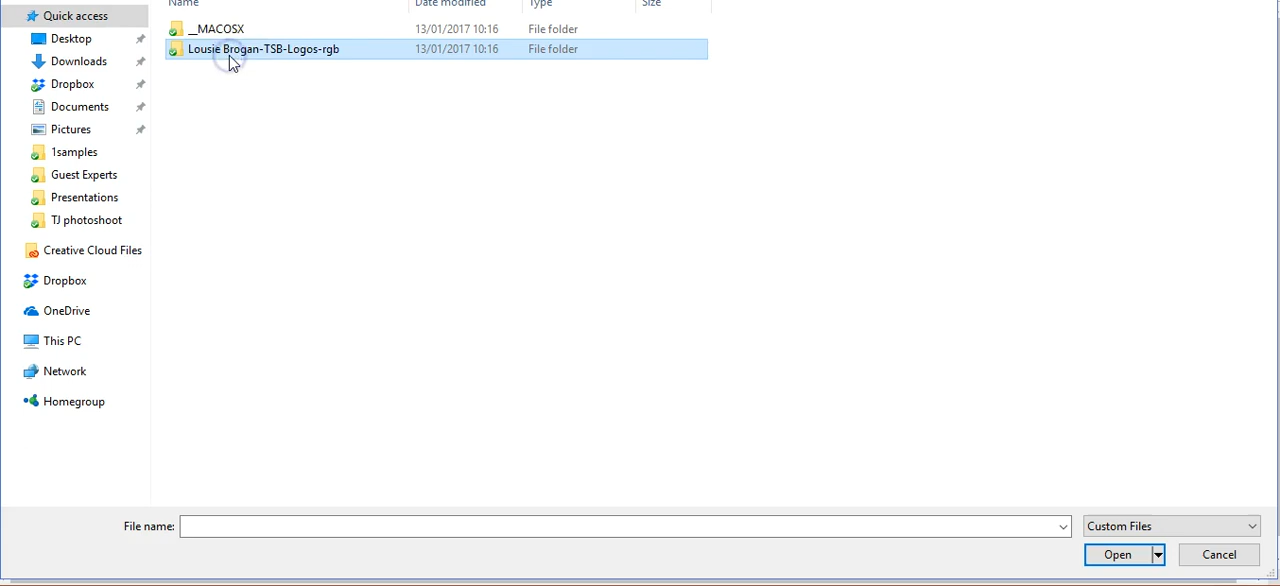 Quick access
Name Date modified Type Size
__MACOSX 13/01/2017 10:16 File folder
Lousie Brogan-TSB-Logos-rgb 13/01/2017 10:16 File folder
Desktop
Downloads
Dropbox
Documents
Pictures
1samples
Guest Experts
Presentations
TJ photoshoot
Creative Cloud Files
Dropbox
OneDrive
This PC
Network
Homegroup
File name: Custom Files
Open Cancel